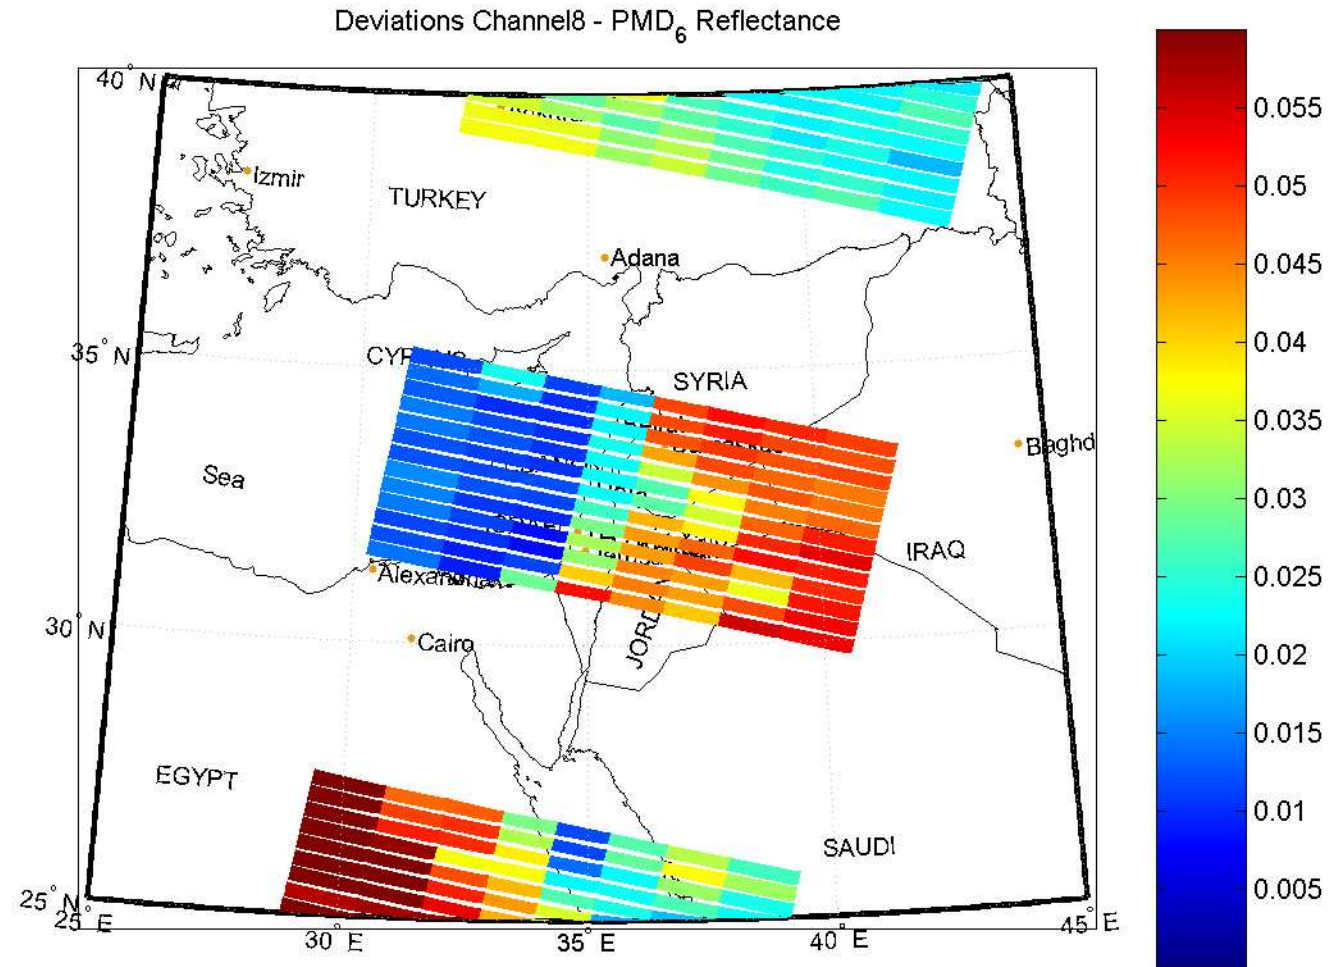 Deviations Channel8 - PMD6 Reflectance
40° N
Izmir
TURKEY
Adana
35° N
SYRIA
Baghd
Sea
IRAQ
Alexandria
30° N
Cairo
EGYPT
SAUDI
25° N
25° E
30° E
35° E
40° E
45° E
0.055
0.05
0.045
0.04
0.035
0.03
0.025
0.02
0.015
0.01
0.005